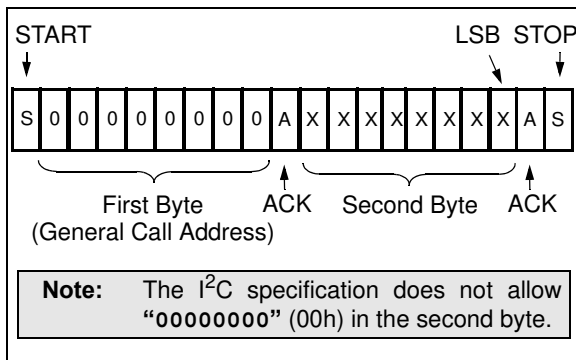 START LSB STOP
S 0 0 0 0 0 0 0 0 A X X X X X X X X A S
First Byte ACK Second Byte ACK
(General Call Address)
Note: The I²C specification does not allow
“00000000” (00h) in the second byte.